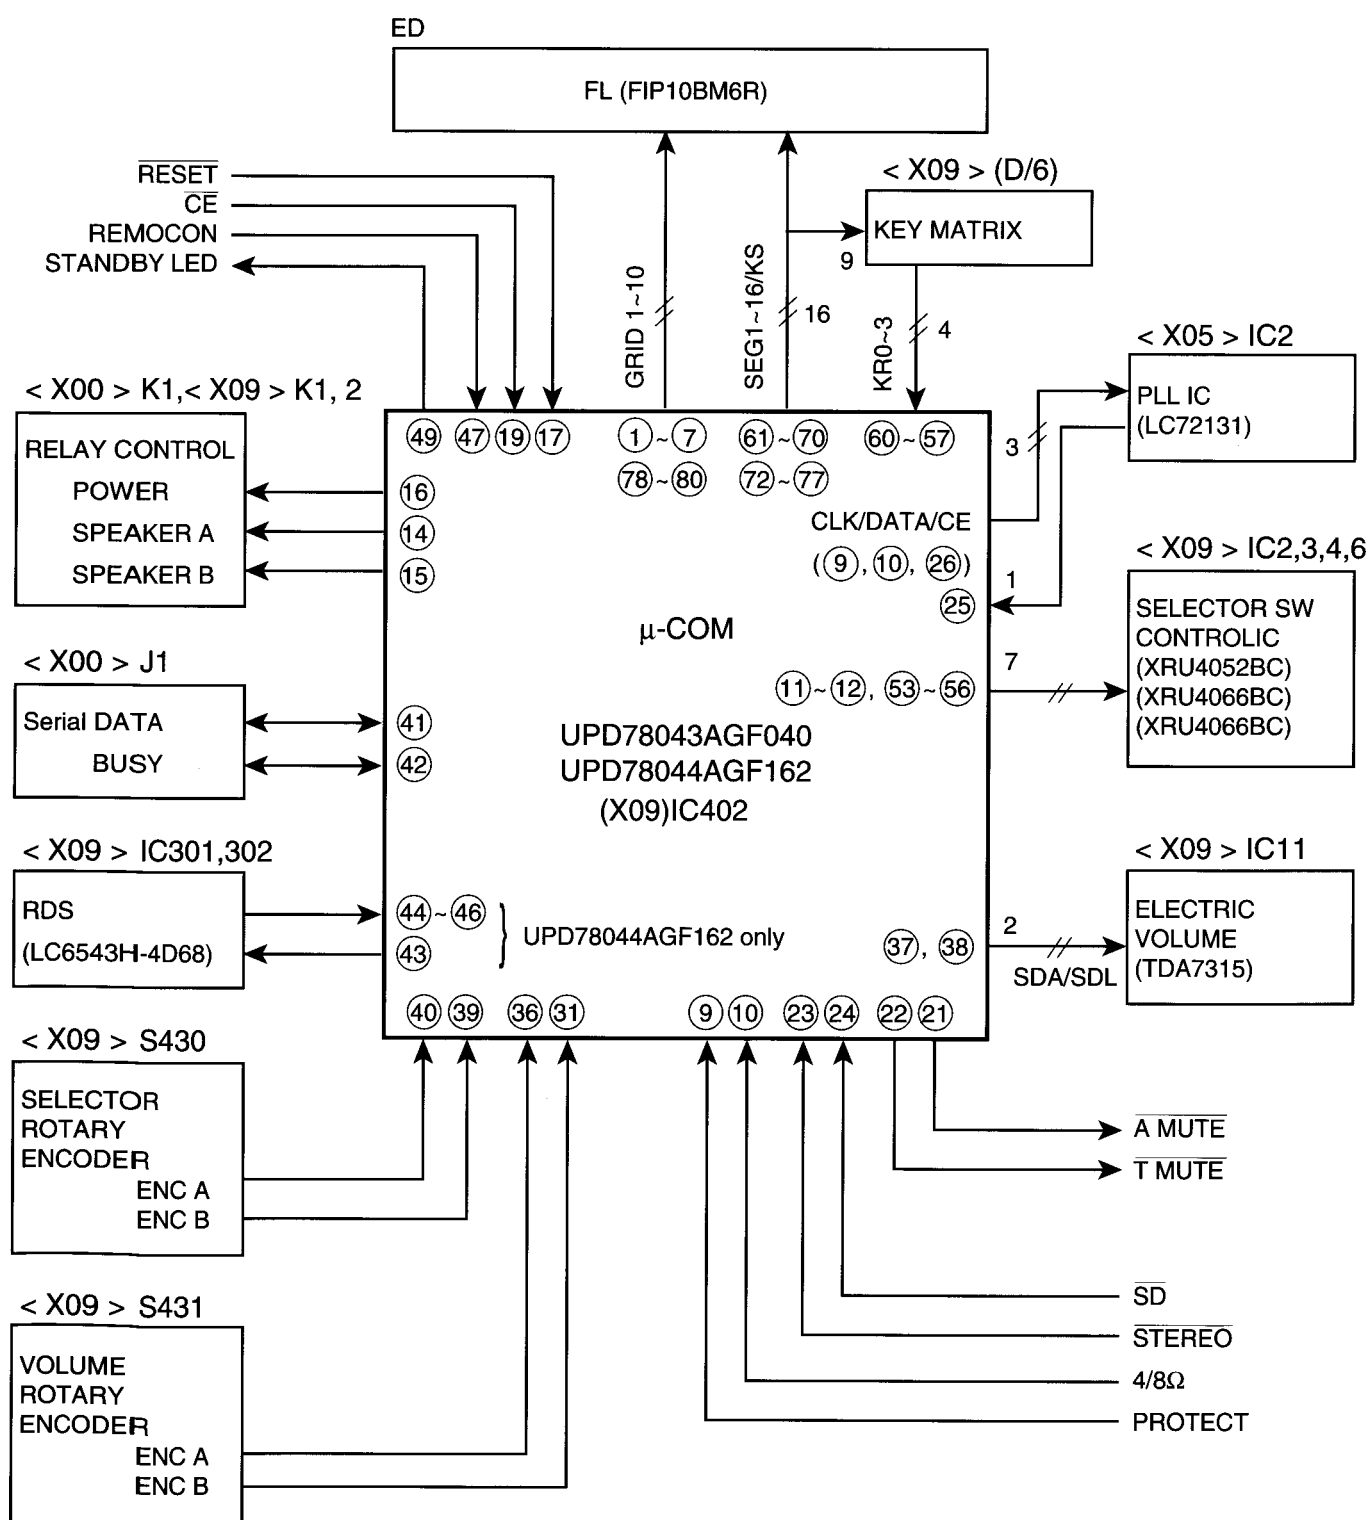 ED
FL (FIP10BM6R)
RESET
CE
REMOCON
STANDBY LED
GRID 1~10
SEG1~16/KS
16
< X09 > (D/6)
KEY MATRIX
9
KR0~3
4
< X00 > K1,< X09 > K1, 2
RELAY CONTROL
POWER
SPEAKER A
SPEAKER B
< X00 > J1
Serial DATA
BUSY
< X09 > IC301,302
RDS
(LC6543H-4D68)
< X09 > S430
SELECTOR
ROTARY
ENCODER
ENC A
ENC B
< X09 > S431
VOLUME
ROTARY
ENCODER
ENC A
ENC B
49 47 19 17 1 ~ 7 61 ~ 70 60 ~ 57
78 ~ 80 72 ~ 77
16
14
15
CLK/DATA/CE
(9, 10, 26)
25
μ-COM
11 ~ 12, 53 ~ 56
41
42
UPD78043AGF040
UPD78044AGF162
(X09)IC402
44 ~ 46
43
UPD78044AGF162 only
37, 38
40 39 36 31 9 10 23 24 22 21
3
< X05 > IC2
PLL IC
(LC72131)
1
< X09 > IC2,3,4,6
SELECTOR SW
CONTROLIC
(XRU4052BC)
(XRU4066BC)
(XRU4066BC)
7
< X09 > IC11
ELECTRIC
VOLUME
(TDA7315)
2
SDA/SDL
A MUTE
T MUTE
SD
STEREO
4/8Ω
PROTECT